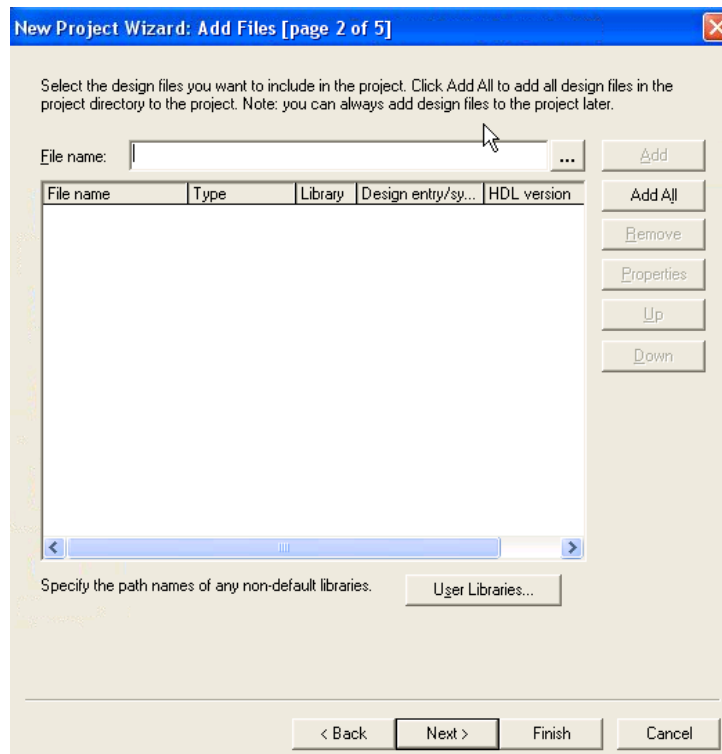 New Project Wizard: Add Files [page 2 of 5]
Select the design files you want to include in the project. Click Add All to add all design files in the
project directory to the project. Note: you can always add design files to the project later.
File name: ... Add
File name Type Library Design entry/sy... HDL version Add All
Remove
Properties
Up
Down
Specify the path names of any non-default libraries. User Libraries...
< Back Next > Finish Cancel